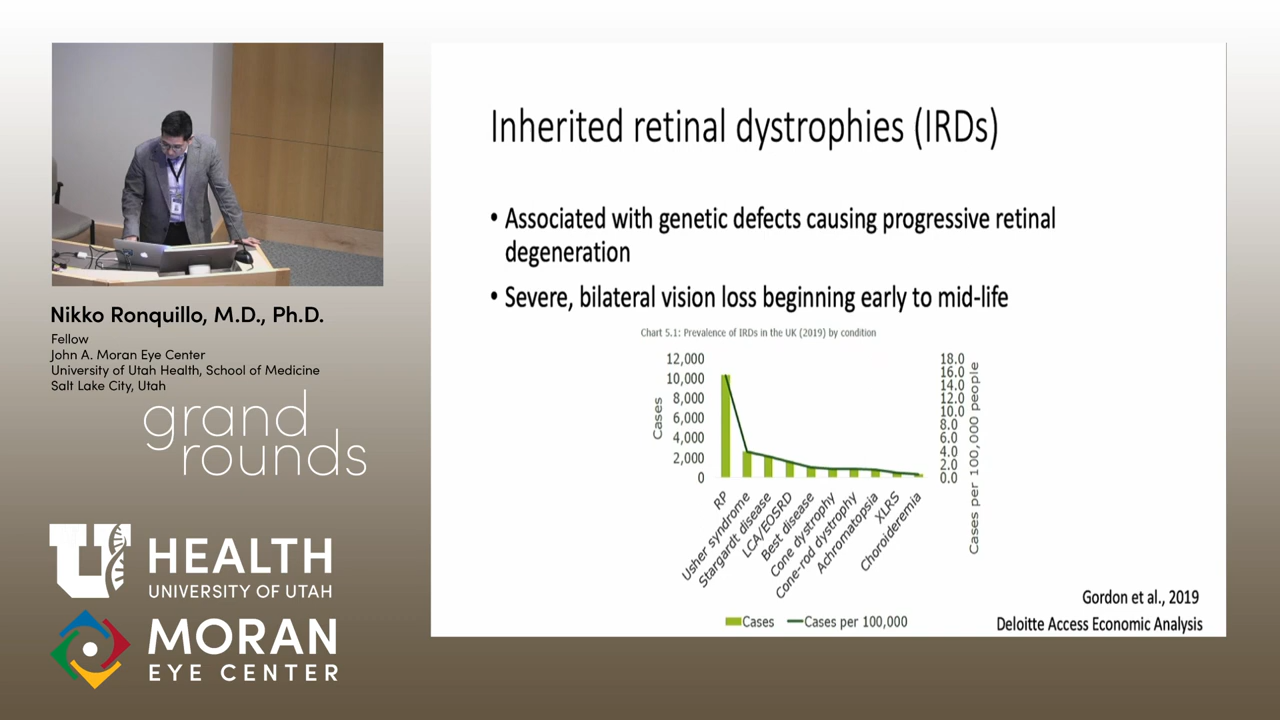 Nikko Ronquillo, M.D., Ph.D.
Fellow
John A. Moran Eye Center
University of Utah Health, School of Medicine
Salt Lake City, Utah
grand
rounds
U HEALTH
UNIVERSITY OF UTAH
MORAN
EYE CENTER
Inherited retinal dystrophies (IRDs)
• Associated with genetic defects causing progressive retinal
degeneration
• Severe, bilateral vision loss beginning early to mid-life
Chart 5.1: Prevalence of IRDs in the UK (2019) by condition
Cases
12,000
10,000
8,000
6,000
4,000
2,000
0
18.0
16.0
14.0
12.0
10.0
8.0
6.0
4.0
2.0
0.0
Cases per 100,000 people
RP
Usher syndrome
Stargardt disease
LCA/EOSRD
Best disease
Cone dystrophy
Cone-rod dystrophy
Achromatopsia
XLRS
Choroideremia
Cases
Cases per 100,000
Gordon et al., 2019
Deloitte Access Economic Analysis